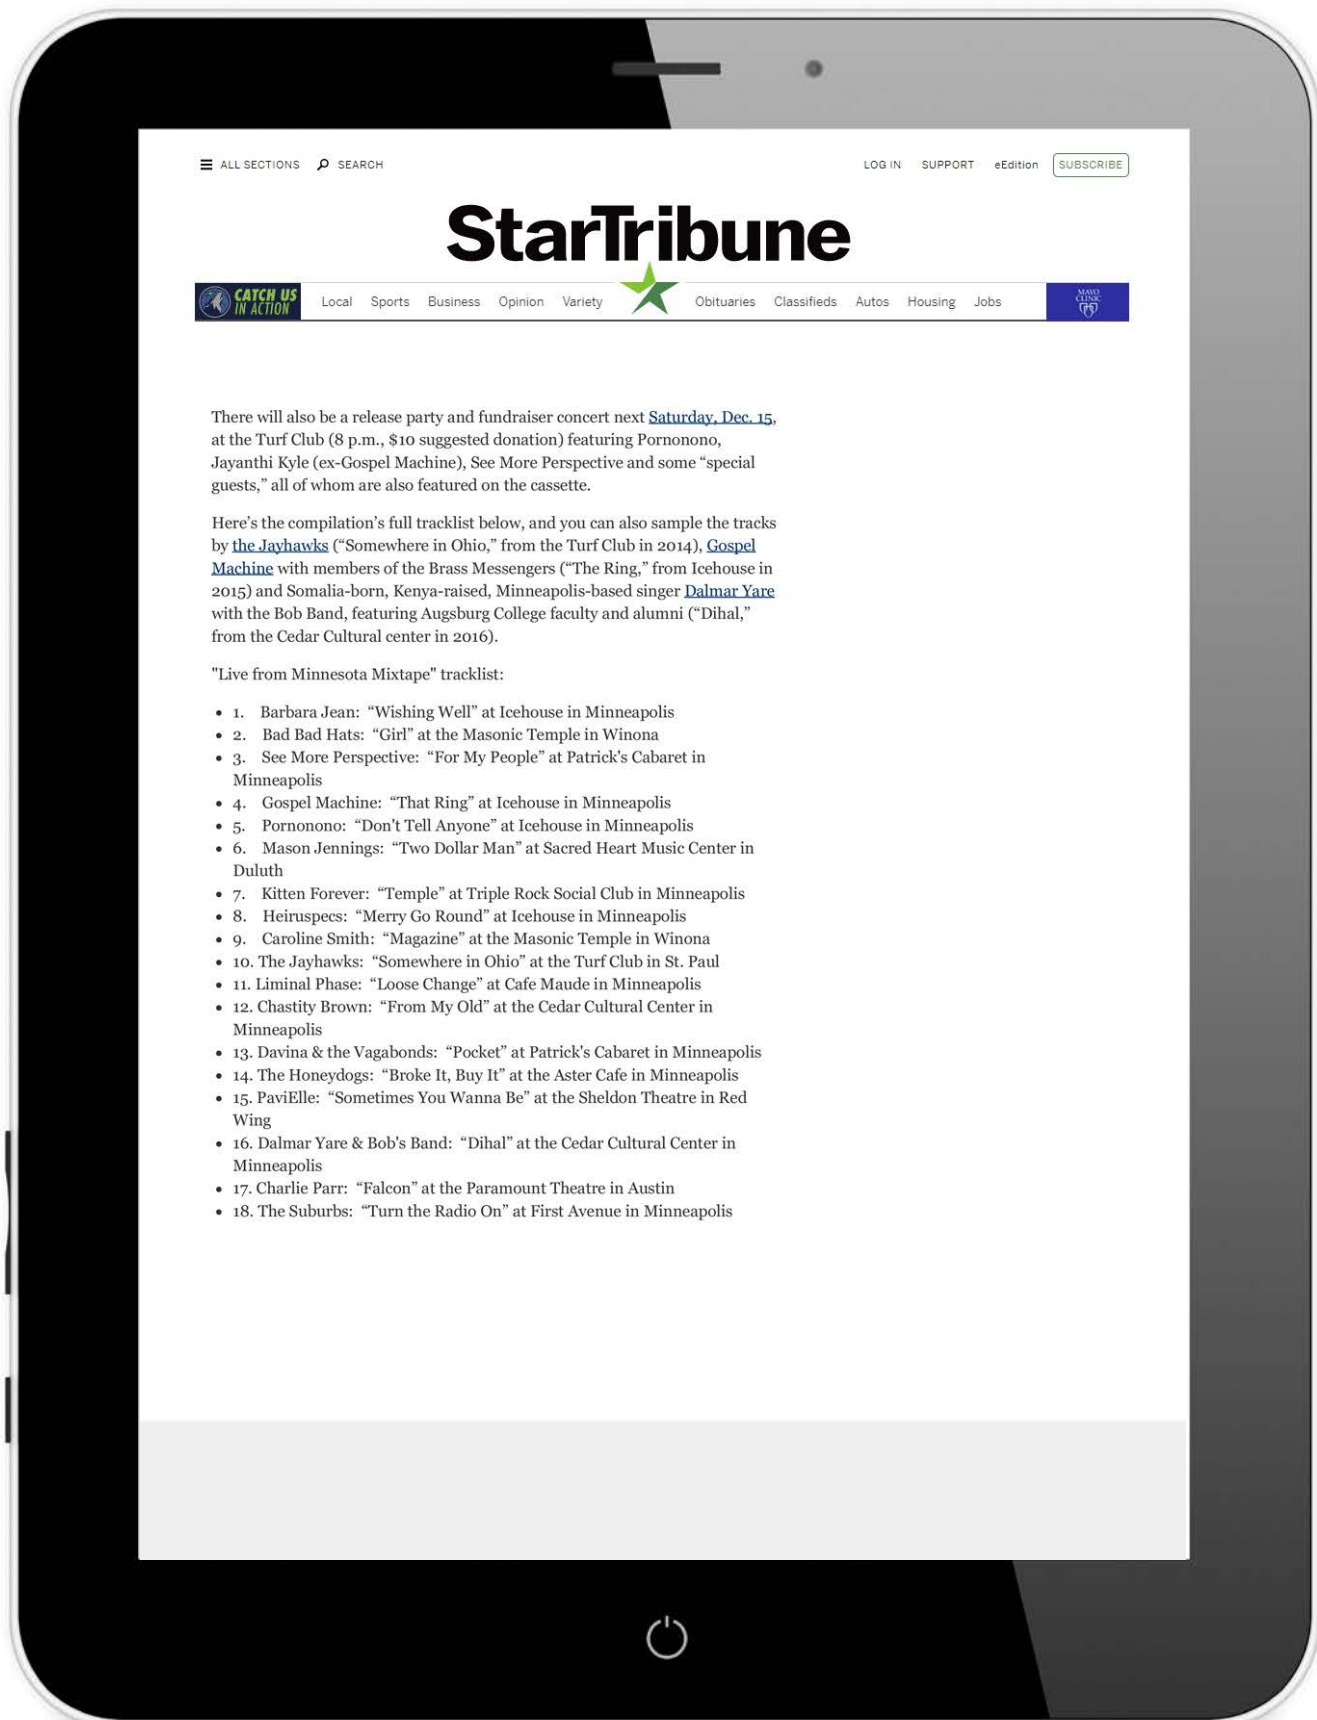 ALL SECTIONS SEARCH LOG IN SUPPORT eEdition SUBSCRIBE
StarTribune
CATCH US
IN ACTION
Local Sports Business Opinion Variety Obituaries Classifieds Autos Housing Jobs
MAYO
CLINIC
There will also be a release party and fundraiser concert next Saturday, Dec. 15,
at the Turf Club (8 p.m., $10 suggested donation) featuring Pornonono,
Jayanthi Kyle (ex-Gospel Machine), See More Perspective and some “special
guests,” all of whom are also featured on the cassette.
Here’s the compilation’s full tracklist below, and you can also sample the tracks
by the Jayhawks (“Somewhere in Ohio,” from the Turf Club in 2014), Gospel
Machine with members of the Brass Messengers (“The Ring,” from Icehouse in
2015) and Somalia-born, Kenya-raised, Minneapolis-based singer Dalmar Yare
with the Bob Band, featuring Augsburg College faculty and alumni (“Dihal,”
from the Cedar Cultural center in 2016).
"Live from Minnesota Mixtape" tracklist:
• 1. Barbara Jean: “Wishing Well” at Icehouse in Minneapolis
• 2. Bad Bad Hats: “Girl” at the Masonic Temple in Winona
• 3. See More Perspective: “For My People” at Patrick's Cabaret in
Minneapolis
• 4. Gospel Machine: “That Ring” at Icehouse in Minneapolis
• 5. Pornonono: “Don't Tell Anyone” at Icehouse in Minneapolis
• 6. Mason Jennings: “Two Dollar Man” at Sacred Heart Music Center in
Duluth
• 7. Kitten Forever: “Temple” at Triple Rock Social Club in Minneapolis
• 8. Heiruspecs: “Merry Go Round” at Icehouse in Minneapolis
• 9. Caroline Smith: “Magazine” at the Masonic Temple in Winona
• 10. The Jayhawks: “Somewhere in Ohio” at the Turf Club in St. Paul
• 11. Liminal Phase: “Loose Change” at Cafe Maude in Minneapolis
• 12. Chastity Brown: “From My Old” at the Cedar Cultural Center in
Minneapolis
• 13. Davina & the Vagabonds: “Pocket” at Patrick's Cabaret in Minneapolis
• 14. The Honeydogs: “Broke It, Buy It” at the Aster Cafe in Minneapolis
• 15. PaviElle: “Sometimes You Wanna Be” at the Sheldon Theatre in Red
Wing
• 16. Dalmar Yare & Bob's Band: “Dihal” at the Cedar Cultural Center in
Minneapolis
• 17. Charlie Parr: “Falcon” at the Paramount Theatre in Austin
• 18. The Suburbs: “Turn the Radio On” at First Avenue in Minneapolis